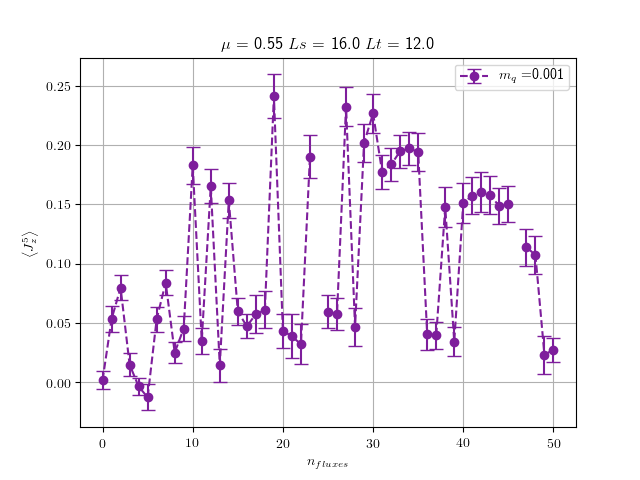 μ = 0.55 Ls = 16.0 Lt = 12.0
m_q =0.001
⟨J_z^5⟩
0.25
0.20
0.15
0.10
0.05
0.00
0 10 20 30 40 50
n_fluxes